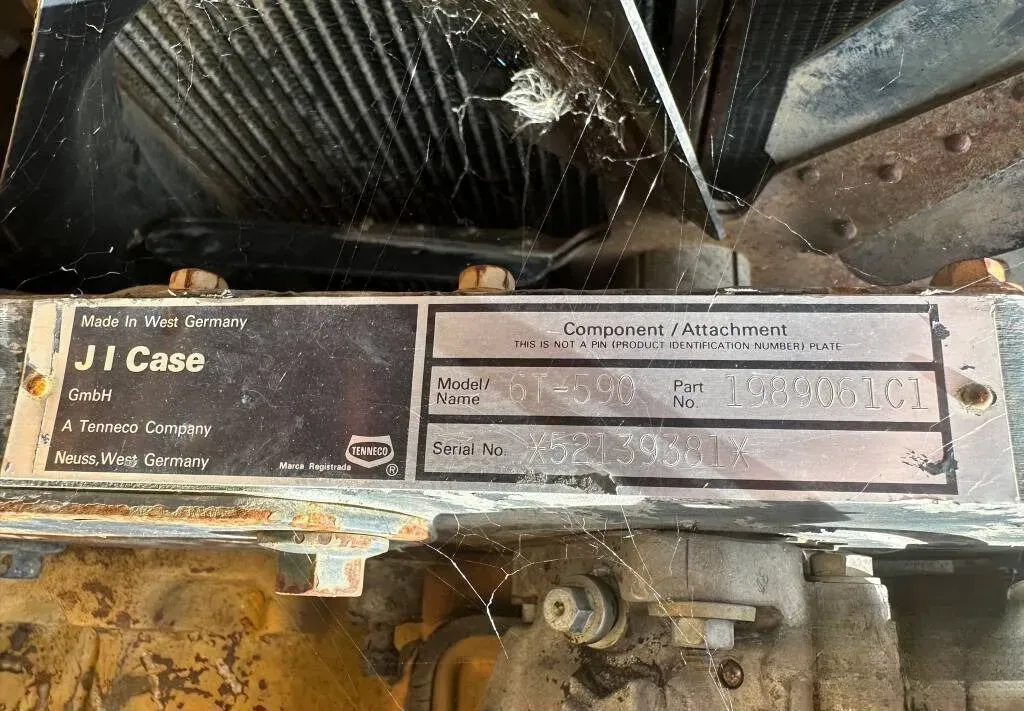 Made In West Germany
J I Case
GmbH
A Tenneco Company
Neuss, West Germany
Marca Registrada
TENNECO
®
Component / Attachment
THIS IS NOT A PIN (PRODUCT IDENTIFICATION NUMBER) PLATE
Model/ Name 6T-590 Part No. 1989061C1
Serial No. X52139381X